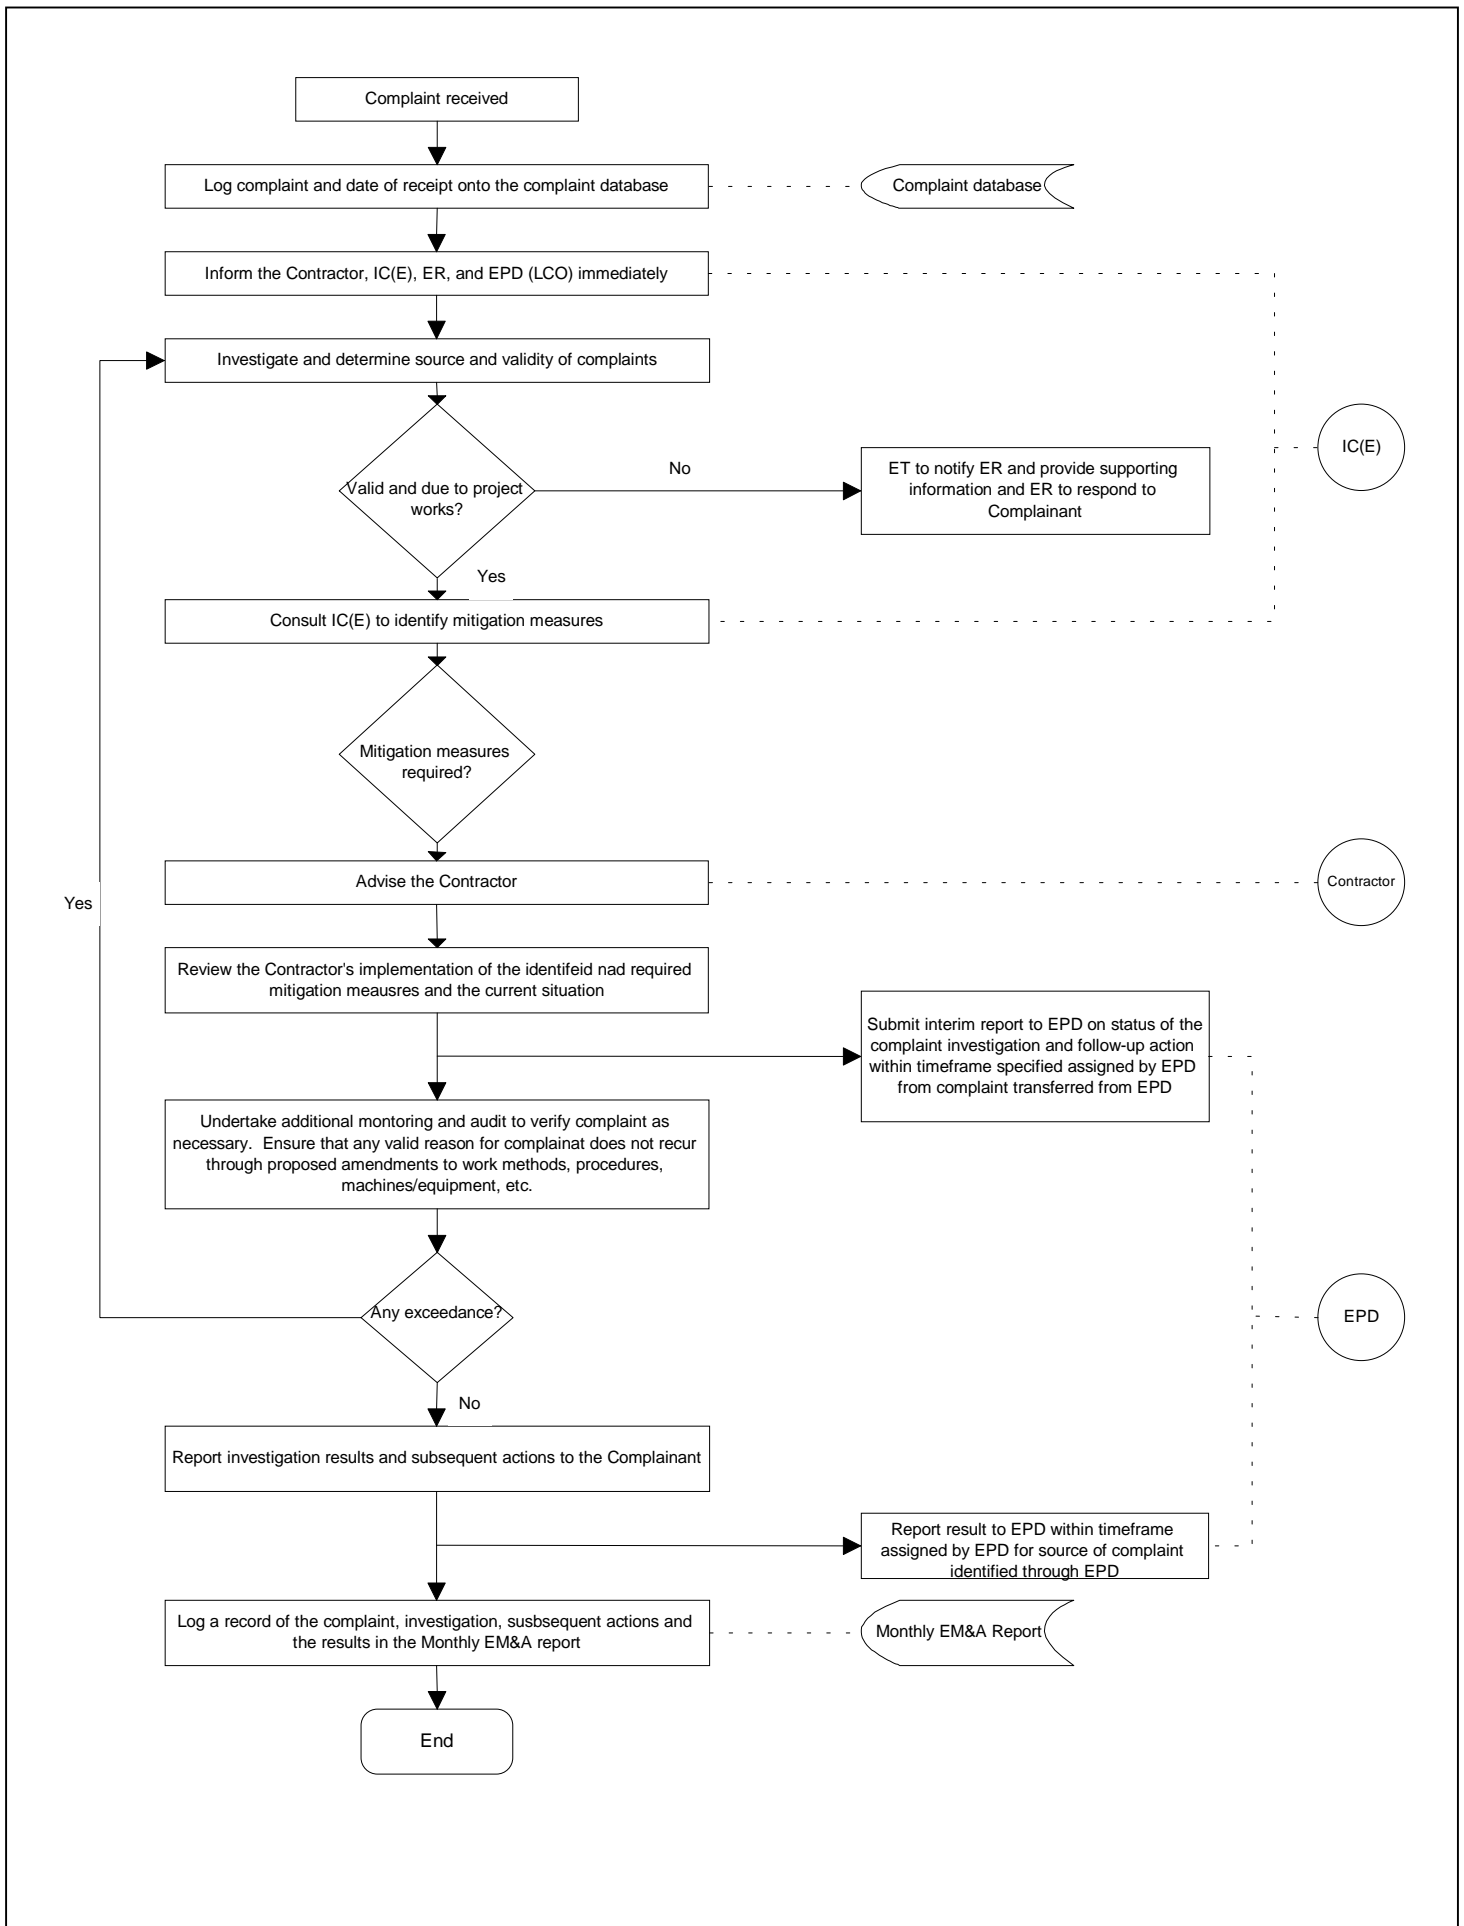 Complaint received
Log complaint and date of receipt onto the complaint database
Complaint database
Inform the Contractor, IC(E), ER, and EPD (LCO) immediately
Investigate and determine source and validity of complaints
IC(E)
No
ET to notify ER and provide supporting
information and ER to respond to
Complainant
Valid and due to project
works?
Yes
Consult IC(E) to identify mitigation measures
Mitigation measures
required?
Advise the Contractor
Contractor
Yes
Review the Contractor's implementation of the identifeid nad required
mitigation meausres and the current situation
Submit interim report to EPD on status of the
complaint investigation and follow-up action
within timeframe specified assigned by EPD
from complaint transferred from EPD
Undertake additional montoring and audit to verify complaint as
necessary.  Ensure that any valid reason for complainat does not recur
through proposed amendments to work methods, procedures,
machines/equipment, etc.
Any exceedance?
EPD
No
Report investigation results and subsequent actions to the Complainant
Report result to EPD within timeframe
assigned by EPD for source of complaint
identified through EPD
Log a record of the complaint, investigation, susbsequent actions and
the results in the Monthly EM&A report
Monthly EM&A Report
End